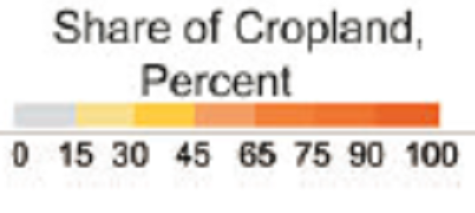 Share of Cropland,
Percent
0 15 30 45 65 75 90 100